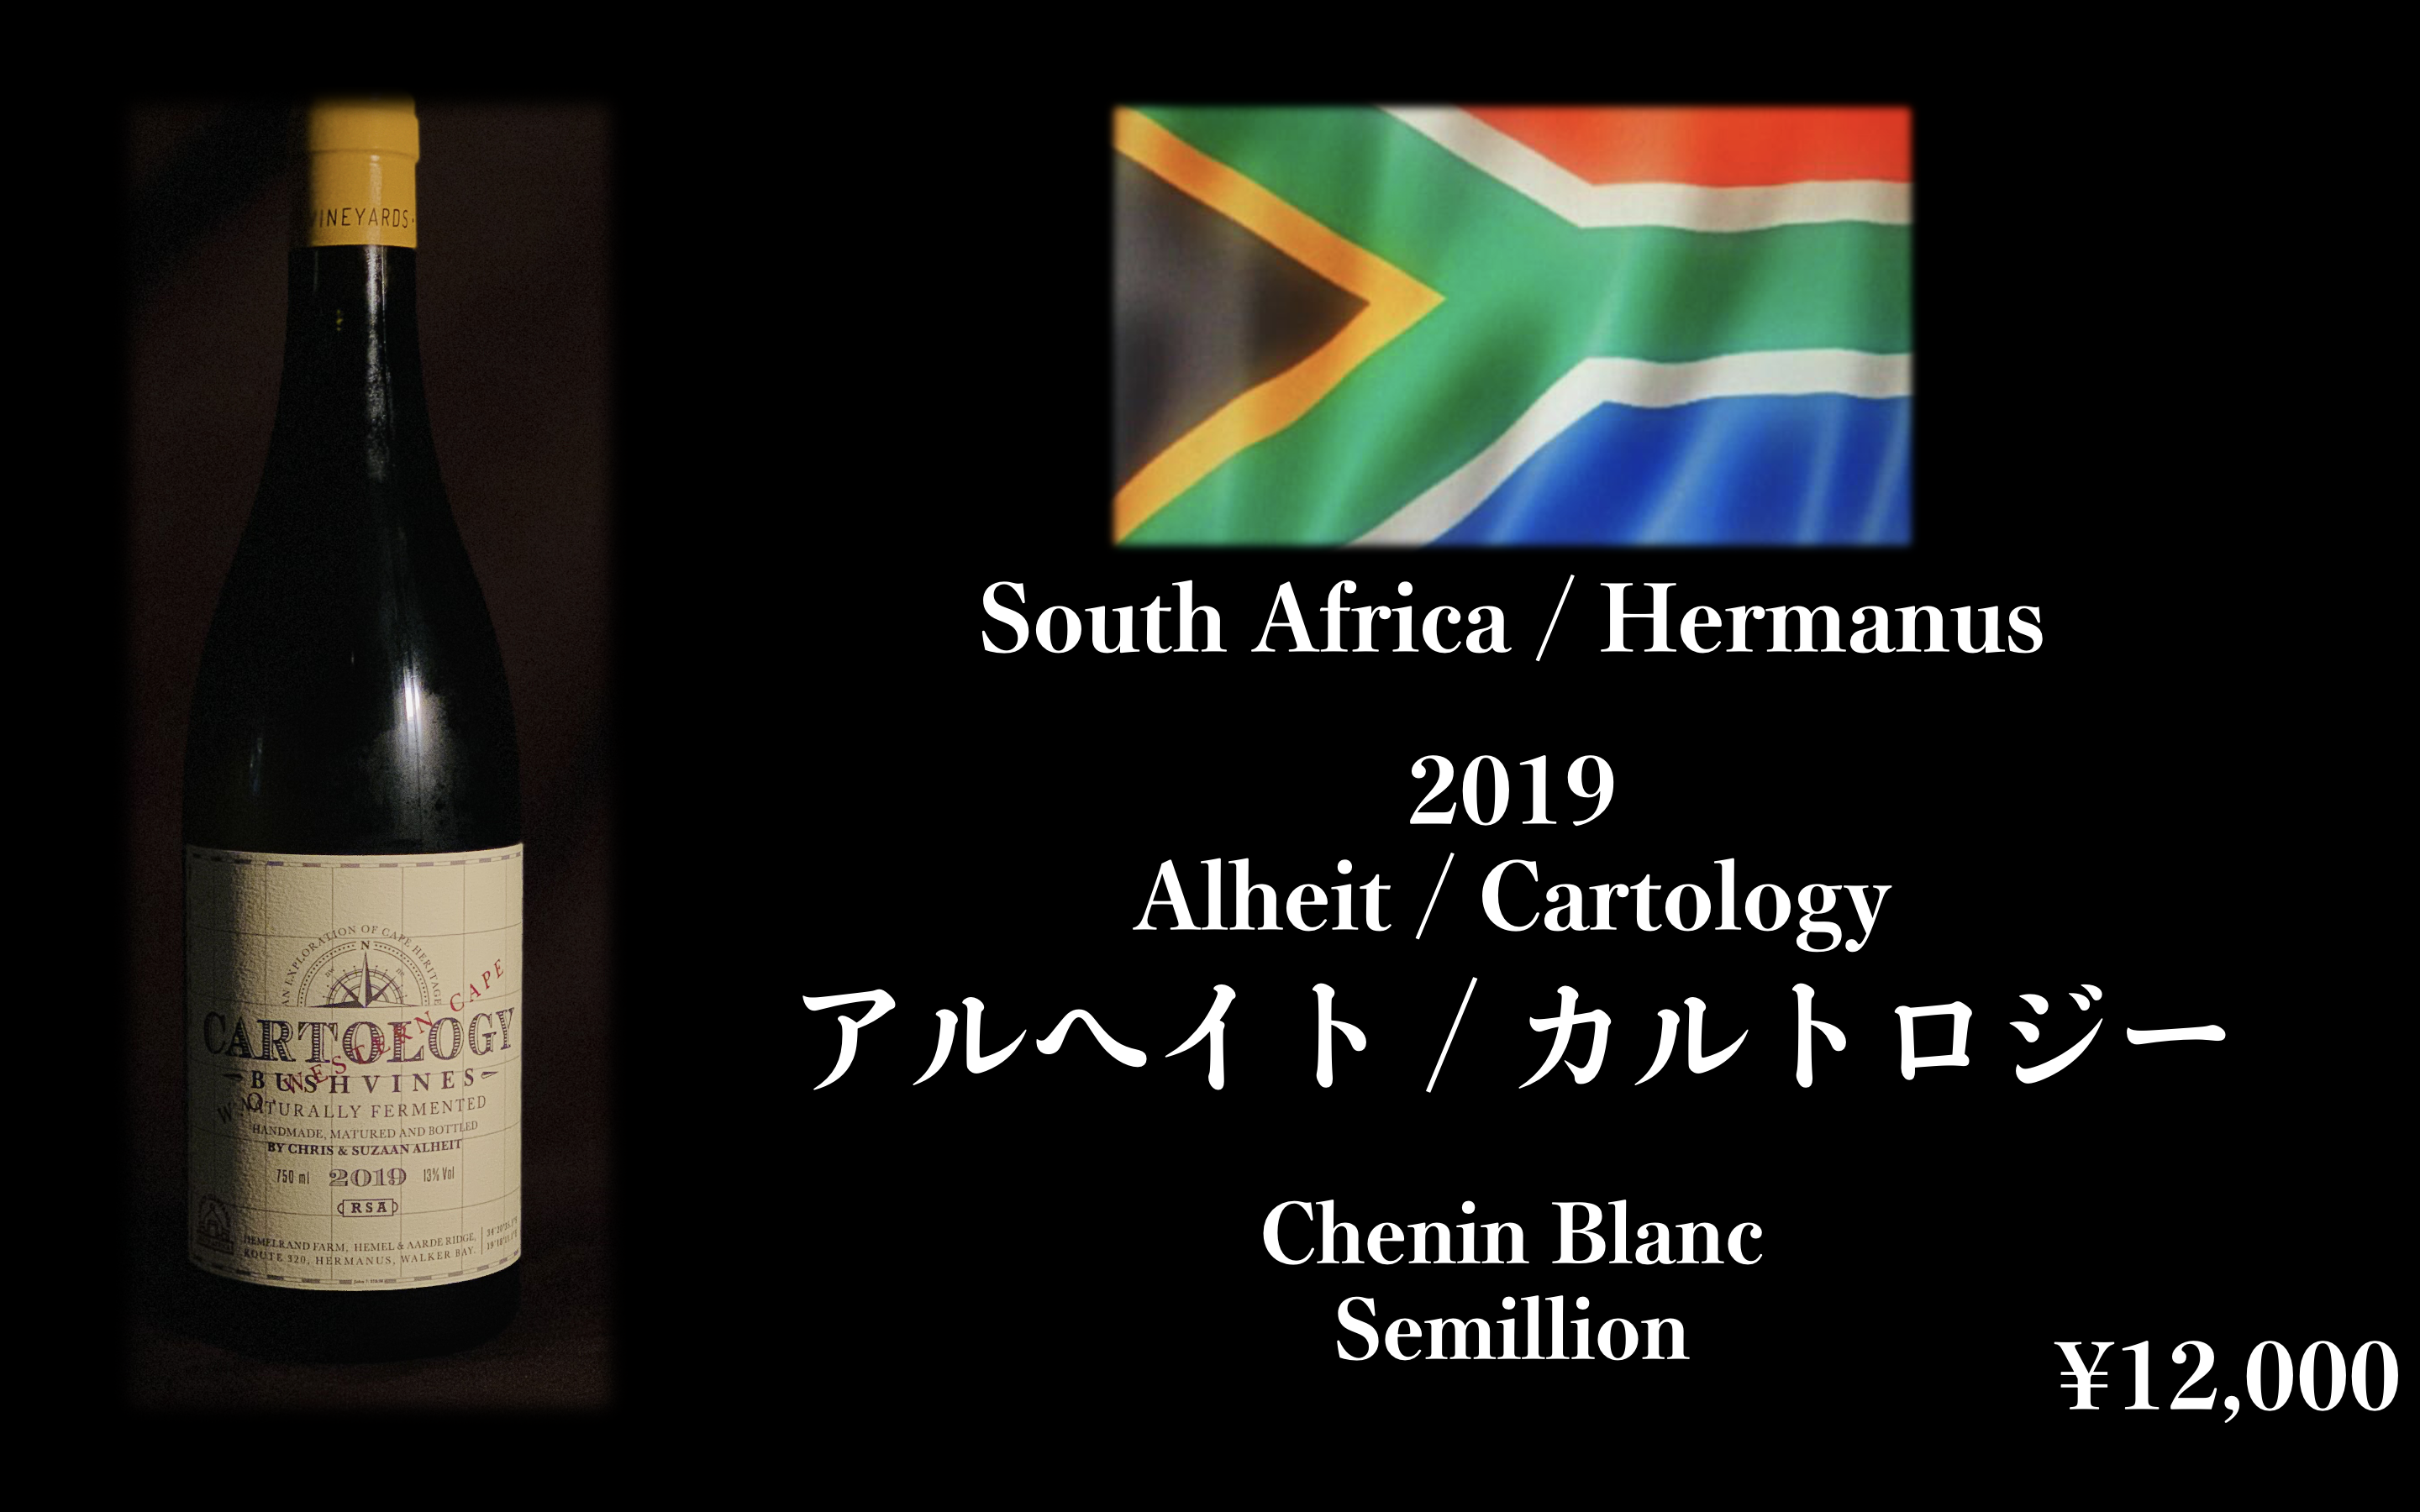 VINEYARDS
AN EXPLORATION OF CAPE HERITAGE
N
CARTOLOGY
BUSHVINES
W.O. WESTERN CAPE
NATURALLY FERMENTED
HANDMADE, MATURED AND BOTTLED
BY CHRIS & SUZAAN ALHEIT
750 ml 2019 13% Vol
RSA
HEMELRAND FARM, HEMEL & AARDE RIDGE,
ROUTE 320, HERMANUS, WALKER BAY.
South Africa / Hermanus
2019
Alheit / Cartology
アルヘイト / カルトロジー
Chenin Blanc
Semillion
¥12,000